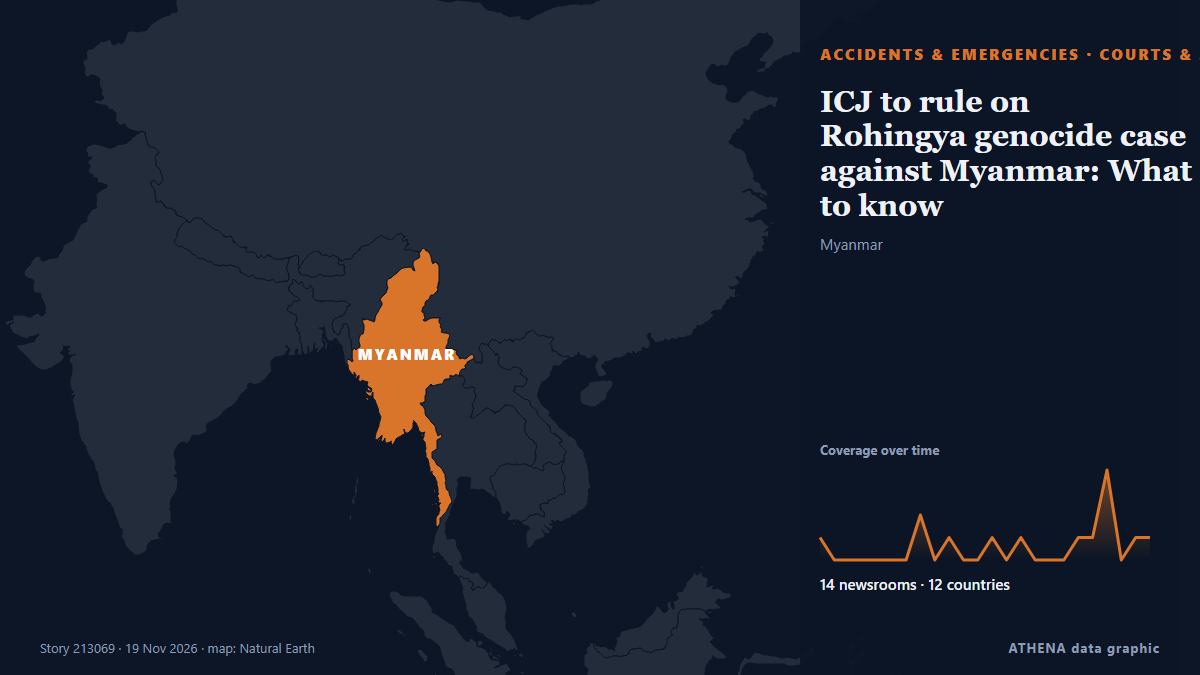 ACCIDENTS & EMERGENCIES · COURTS &
ICJ to rule on
Rohingya genocide case
against Myanmar: What
to know
Myanmar
MYANMAR
Coverage over time
14 newsrooms · 12 countries
Story 213069 · 19 Nov 2026 · map: Natural Earth
ATHENA data graphic